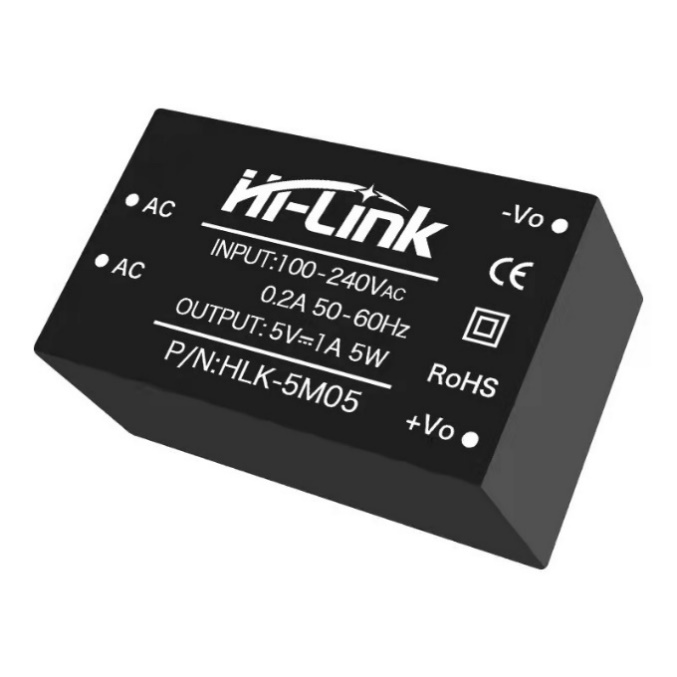 Hi-Link
AC
AC
INPUT:100-240VAC
0.2A 50-60Hz
OUTPUT: 5V⎓1A 5W
P/N:HLK-5M05
-Vo
CE
RoHS
+Vo